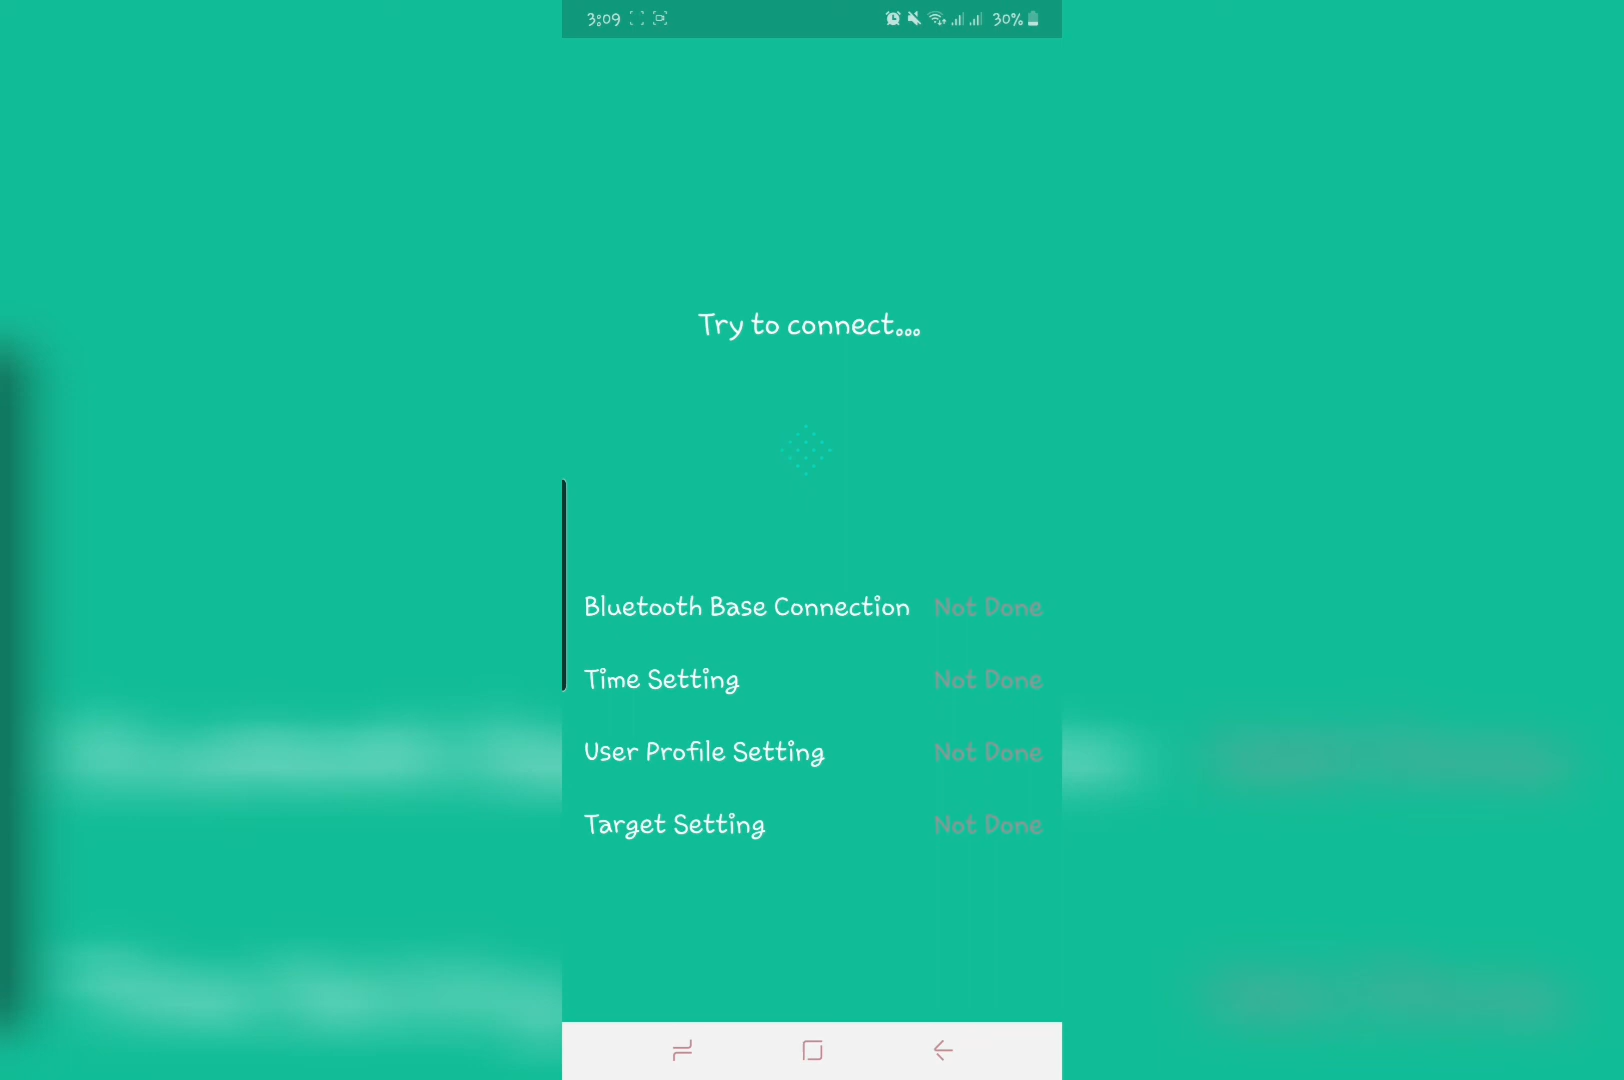 3:09 30%
Try to connect...
Bluetooth Base Connection Not Done
Time Setting Not Done
User Profile Setting Not Done
Target Setting Not Done